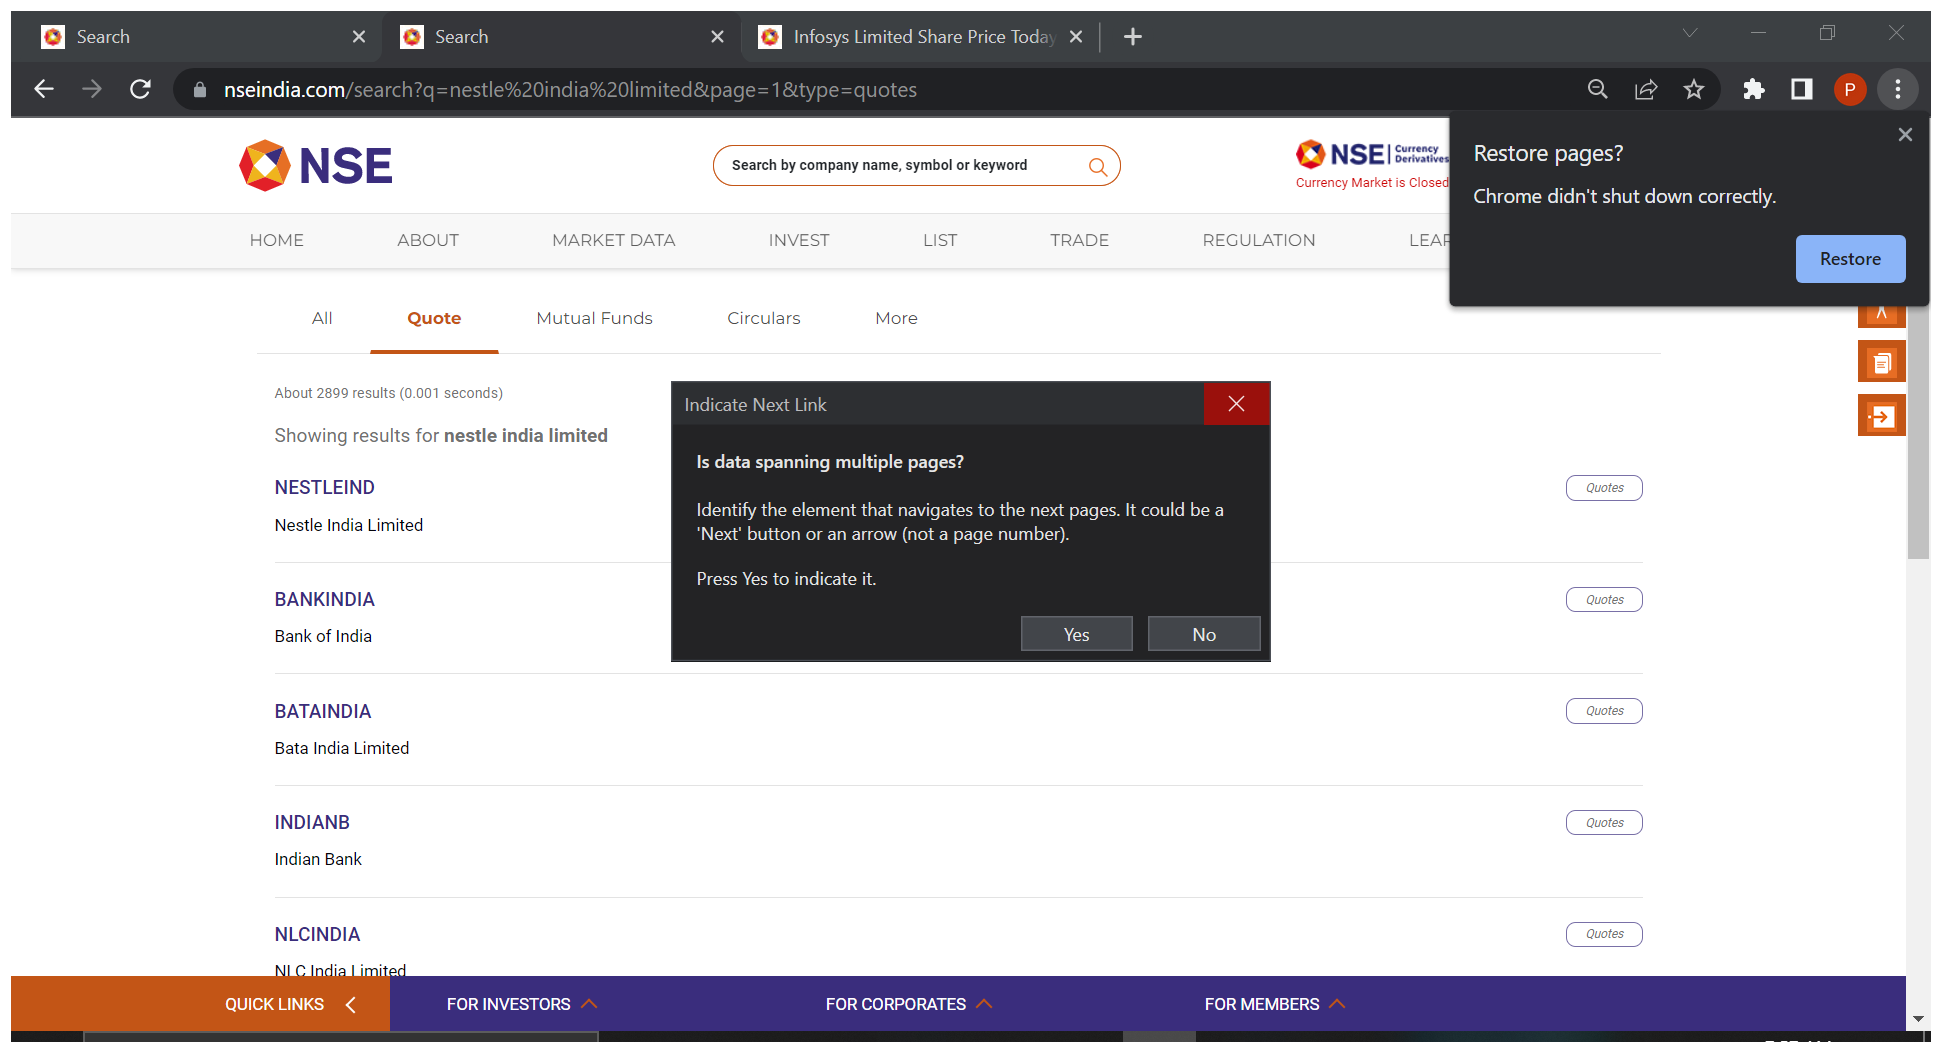 Search
Search
Infosys Limited Share Price Today
nseindia.com/search?q=nestle%20india%20limited&page=1&type=quotes
P
NSE
Search by company name, symbol or keyword
NSE
Currency
Derivatives
Currency Market is Closed
Restore pages?
Chrome didn't shut down correctly.
Restore
HOME ABOUT MARKET DATA INVEST LIST TRADE REGULATION LEAR
All Quote Mutual Funds Circulars More
About 2899 results (0.001 seconds)
Showing results for nestle india limited
NESTLEIND
Quotes
Nestle India Limited
BANKINDIA
Quotes
Bank of India
BATAINDIA
Quotes
Bata India Limited
INDIANB
Quotes
Indian Bank
NLCINDIA
Quotes
NLC India Limited
Indicate Next Link
Is data spanning multiple pages?
Identify the element that navigates to the next pages. It could be a
'Next' button or an arrow (not a page number).
Press Yes to indicate it.
Yes No
QUICK LINKS FOR INVESTORS FOR CORPORATES FOR MEMBERS